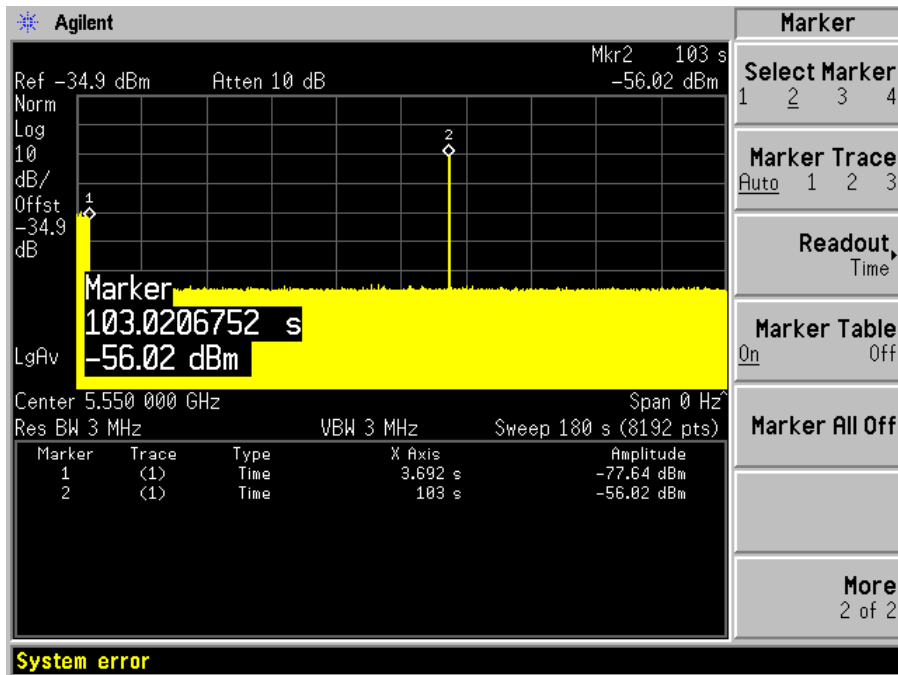 Agilent
Marker
Mkr2 103 s
Ref -34.9 dBm Atten 10 dB -56.02 dBm
Norm
Log
10
dB/
Offst
-34.9
dB
1
2
Marker
103.0206752 s
-56.02 dBm
LgAv
Center 5.550 000 GHz Span 0 Hz^
Res BW 3 MHz VBW 3 MHz Sweep 180 s (8192 pts)
Marker Trace Type X Axis Amplitude
1 (1) Time 3.692 s -77.64 dBm
2 (1) Time 103 s -56.02 dBm
Select Marker
1 2 3 4
Marker Trace
Auto 1 2 3
Readout
Time
Marker Table
On Off
Marker All Off
More
2 of 2
System error